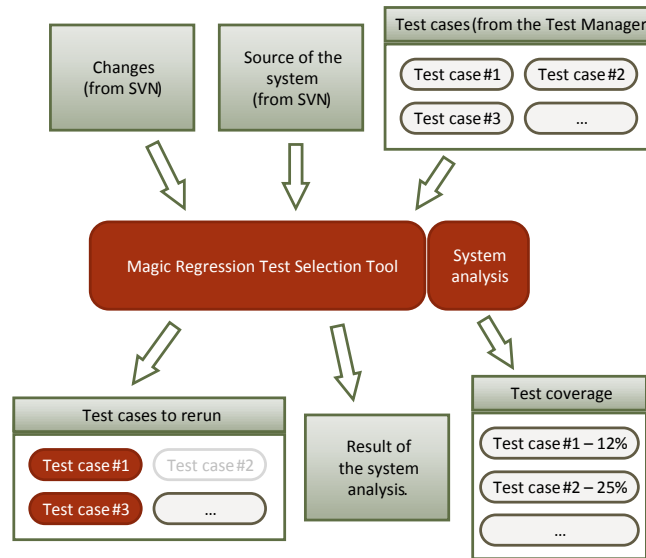 Changes
(from SVN)
Source of the
system
(from SVN)
Test cases (from the Test Manager
Test case #1
Test case #2
Test case #3
...
Magic Regression Test Selection Tool
System
analysis
Test cases to rerun
Test case #1
Test case #2
Test case #3
...
Result of
the system
analysis.
Test coverage
Test case #1 – 12%
Test case #2 – 25%
...